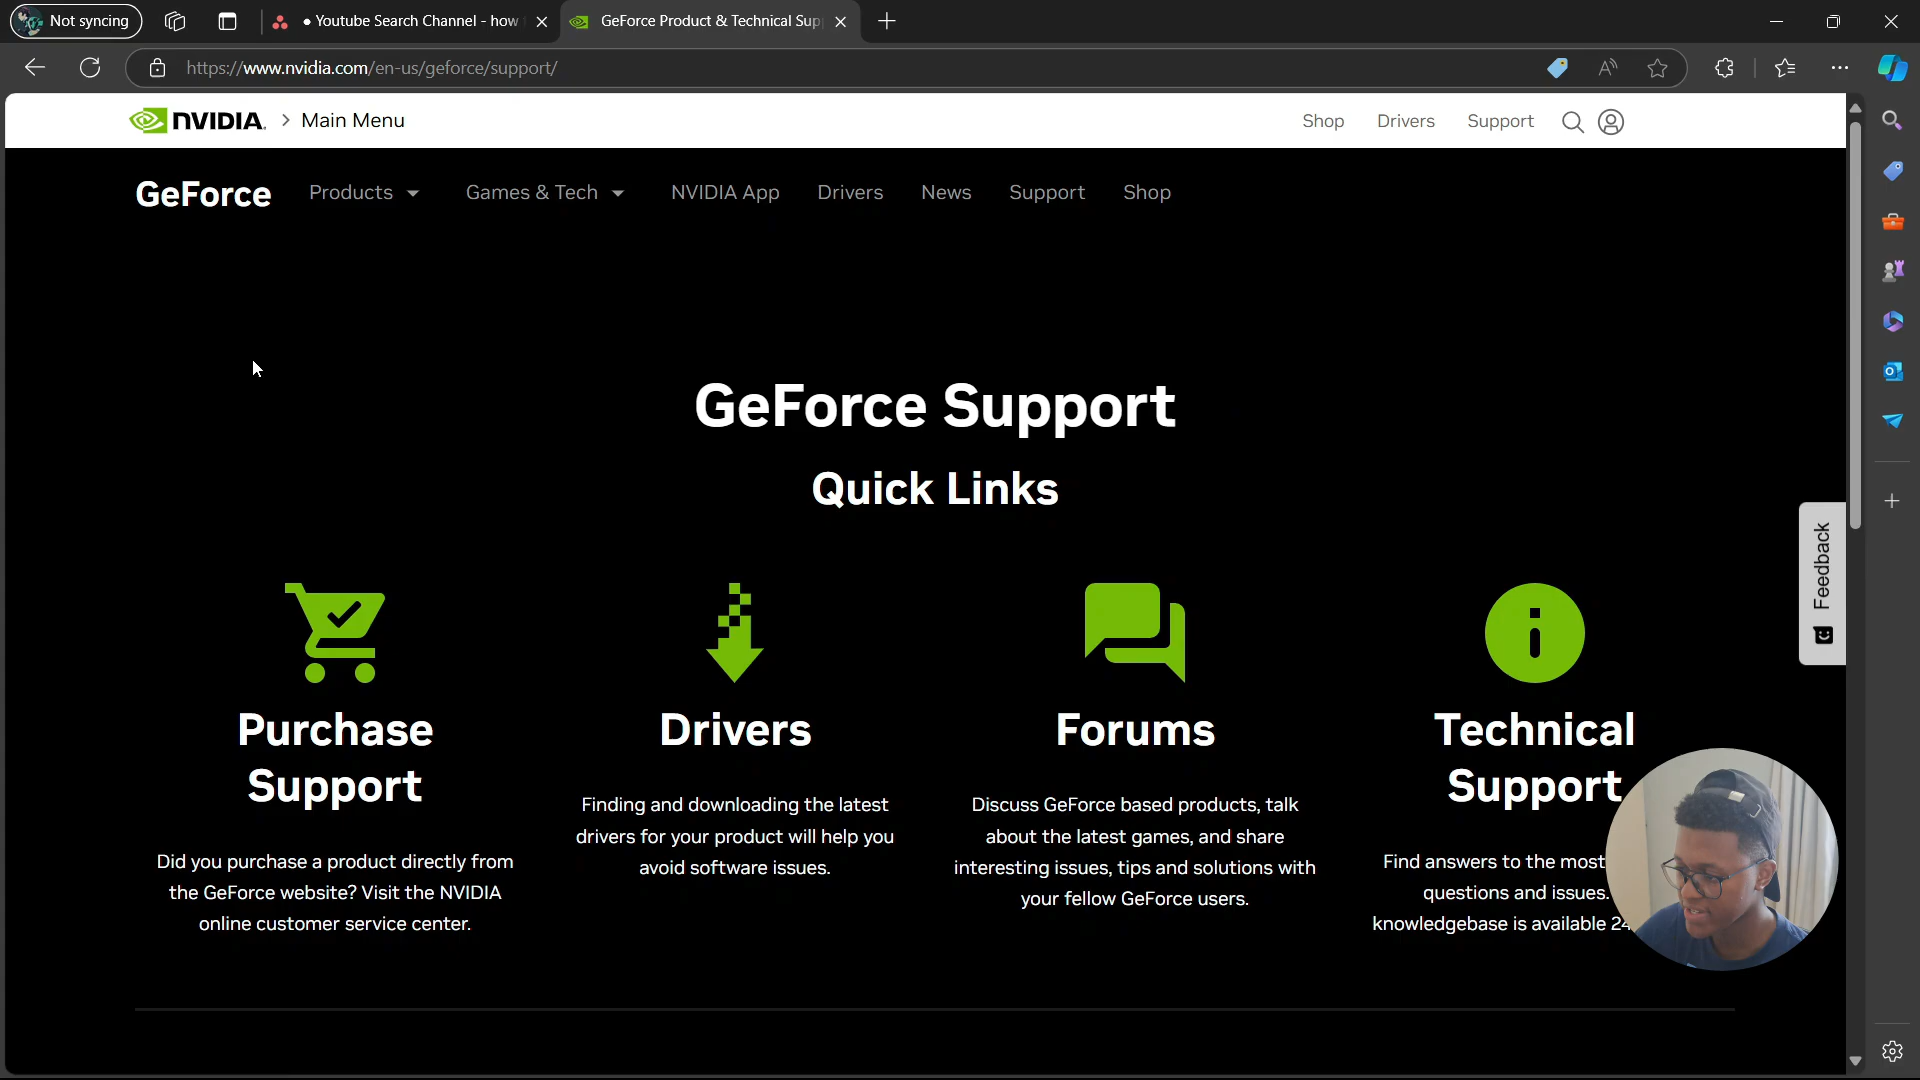 Not syncing
• Youtube Search Channel - how
GeForce Product & Technical Sup
https://www.nvidia.com/en-us/geforce/support/
NVIDIA. > Main Menu
Shop Drivers Support
GeForce Products Games & Tech NVIDIA App Drivers News Support Shop
GeForce Support
Quick Links
Feedback
Purchase
Support
Did you purchase a product directly from
the GeForce website? Visit the NVIDIA
online customer service center.
Drivers
Finding and downloading the latest
drivers for your product will help you
avoid software issues.
Forums
Discuss GeForce based products, talk
about the latest games, and share
interesting issues, tips and solutions with
your fellow GeForce users.
Technical
Support
Find answers to the most
questions and issues.
knowledgebase is available 24